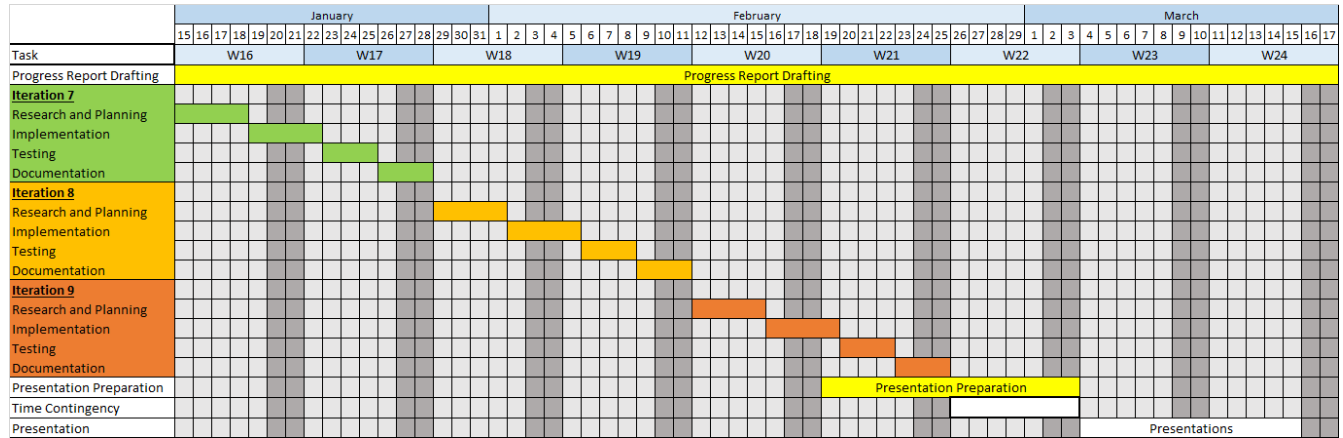 January February March
15 16 17 18 19 20 21 22 23 24 25 26 27 28 29 30 31 1 2 3 4 5 6 7 8 9 10 11 12 13 14 15 16 17 18 19 20 21 22 23 24 25 26 27 28 29 1 2 3 4 5 6 7 8 9 10 11 12 13 14 15 16 17
Task W16 W17 W18 W19 W20 W21 W22 W23 W24
Progress Report Drafting Progress Report Drafting
Iteration 7
Research and Planning
Implementation
Testing
Documentation
Iteration 8
Research and Planning
Implementation
Testing
Documentation
Iteration 9
Research and Planning
Implementation
Testing
Documentation
Presentation Preparation Presentation Preparation
Time Contingency
Presentation Presentations